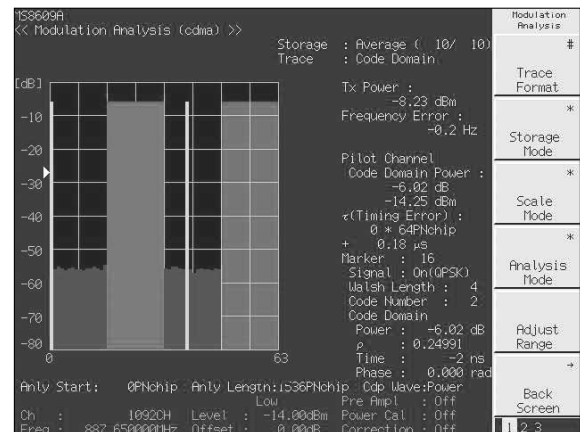 MS8609A
<< Modulation Analysis (cdma) >>
Storage : Average ( 10/ 10)
Trace : Code Domain
[dB]
-10
-20
-30
-40
-50
-60
-70
-80
0
63
Tx Power :
-8.23 dBm
Frequency Error :
-0.2 Hz
Pilot Channel
Code Domain Power :
-6.02 dB
-14.25 dBm
τ(Timing Error) :
0 * 64PNchip
+ 0.18 μs
Marker : 16
Signal : On(QPSK)
Walsh Length : 4
Code Number : 2
Code Domain
Power : -6.02 dB
ρ : 0.24991
Time : -2 ns
Phase : 0.000 rad
Anly Start: 0PNchip Anly Length:1536PNchip Cdp Wave:Power
Low Pre Ampl : Off
Ch : 1092CH Level : -14.00dBm Power Cal : Off
Freq : 887.650000MHz Offset : 0.00dB Correction : Off
Modulation
Analysis
#
Trace
Format
*
Storage
Mode
*
Scale
Mode
*
Analysis
Mode
Adjust
Range
→
Back
Screen
1 2 3